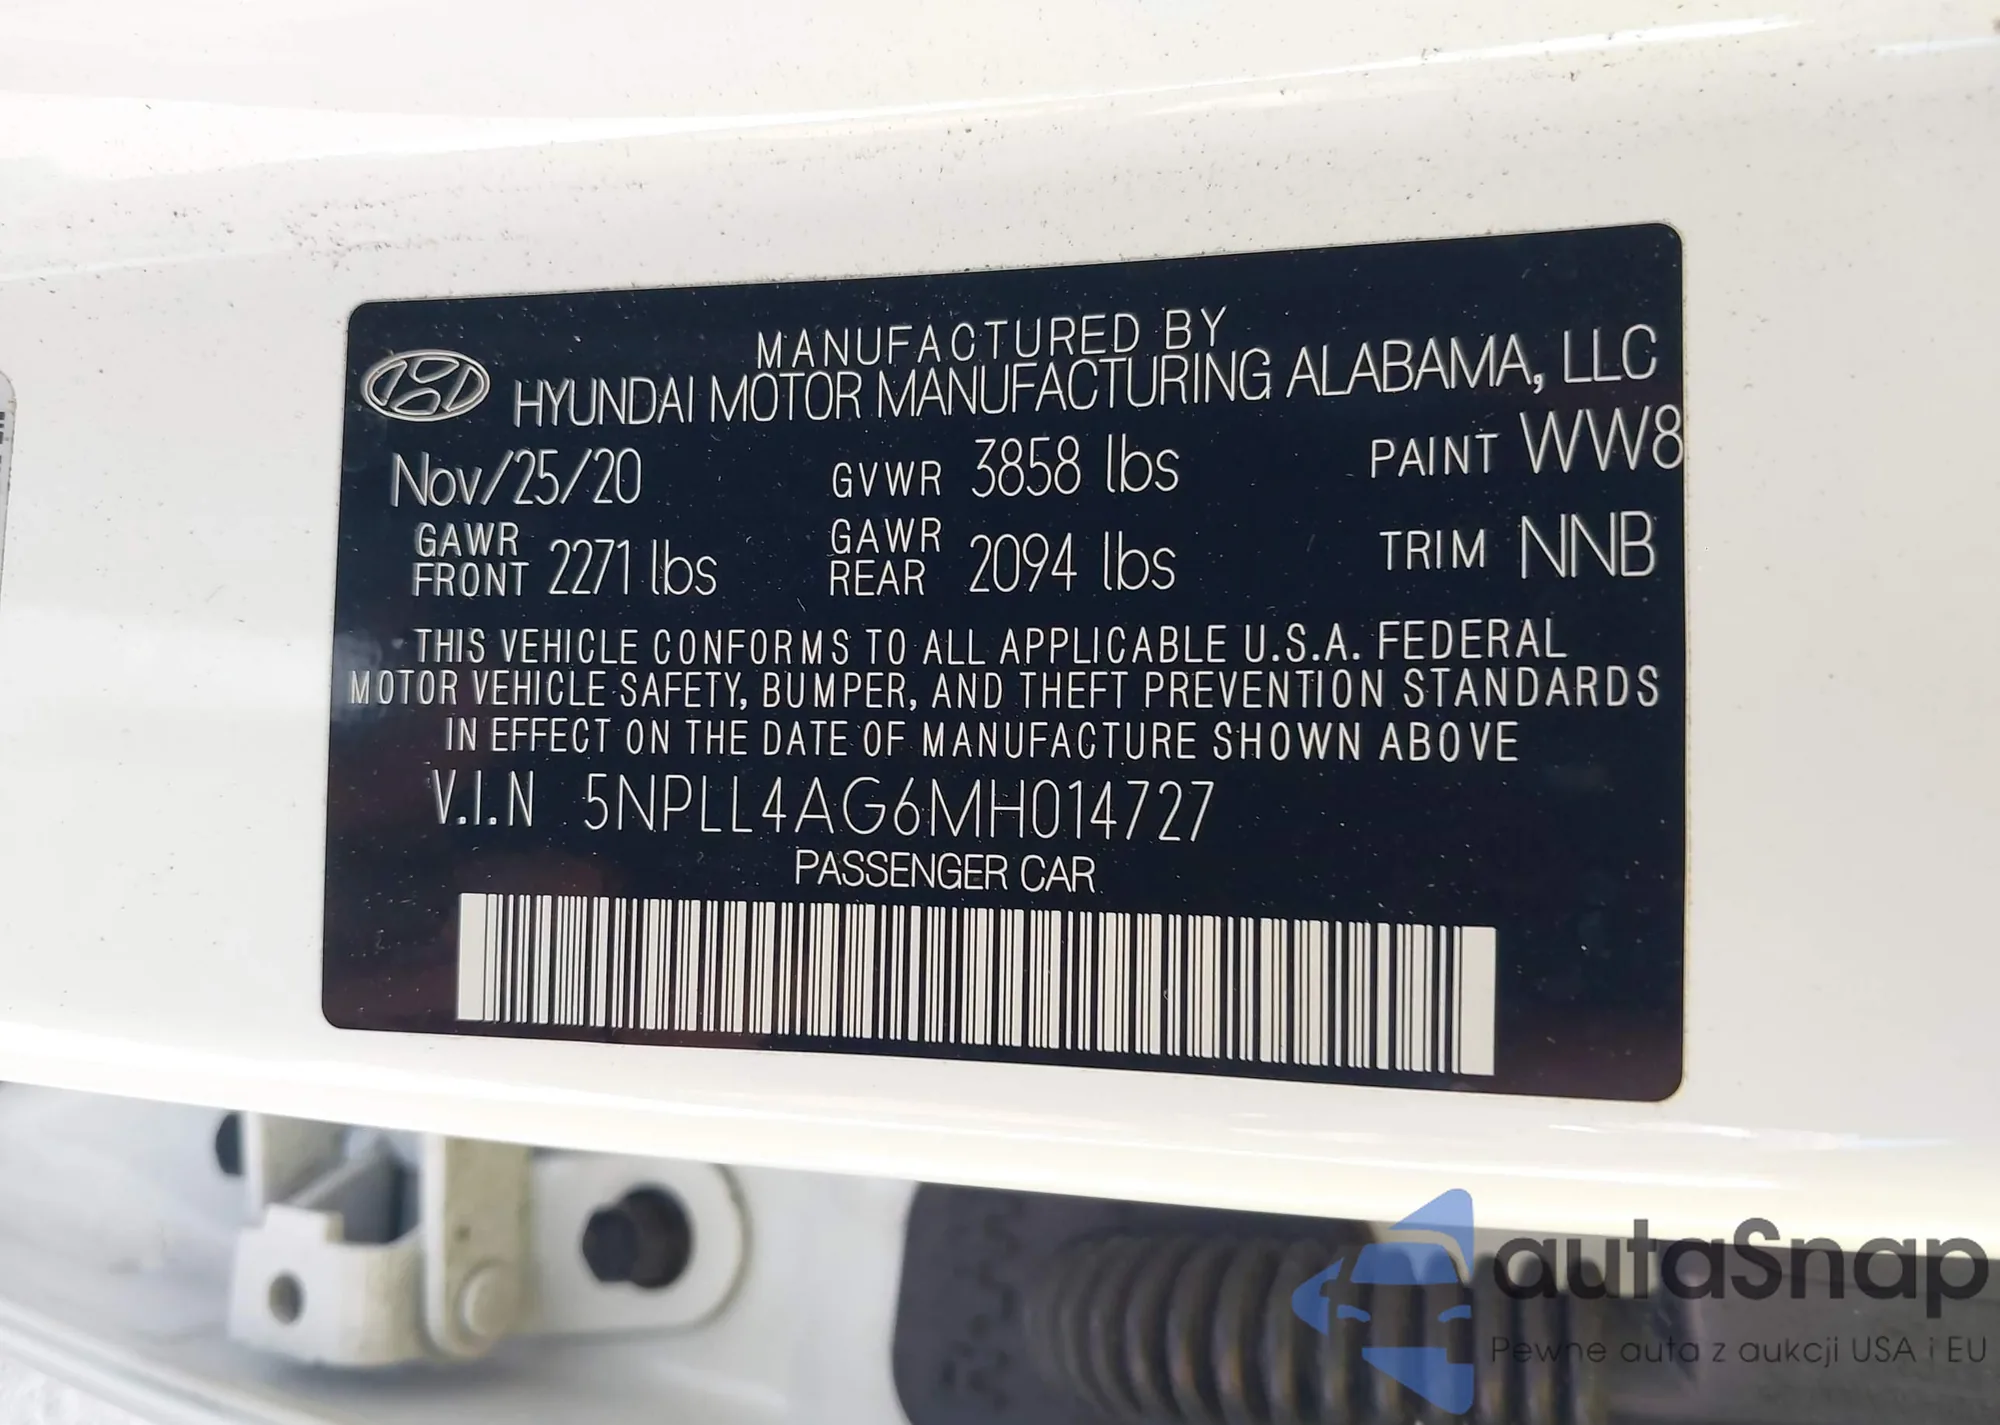 MANUFACTURED BY
HYUNDAI MOTOR MANUFACTURING ALABAMA, LLC
Nov/25/20 GVWR 3858 lbs PAINT WW8
GAWR FRONT 2271 lbs GAWR REAR 2094 lbs TRIM NNB
THIS VEHICLE CONFORMS TO ALL APPLICABLE U.S.A. FEDERAL
MOTOR VEHICLE SAFETY, BUMPER, AND THEFT PREVENTION STANDARDS
IN EFFECT ON THE DATE OF MANUFACTURE SHOWN ABOVE
V.I.N 5NPLL4AG6MH014727
PASSENGER CAR
autaSnap
Pewne auta z aukcji USA i EU